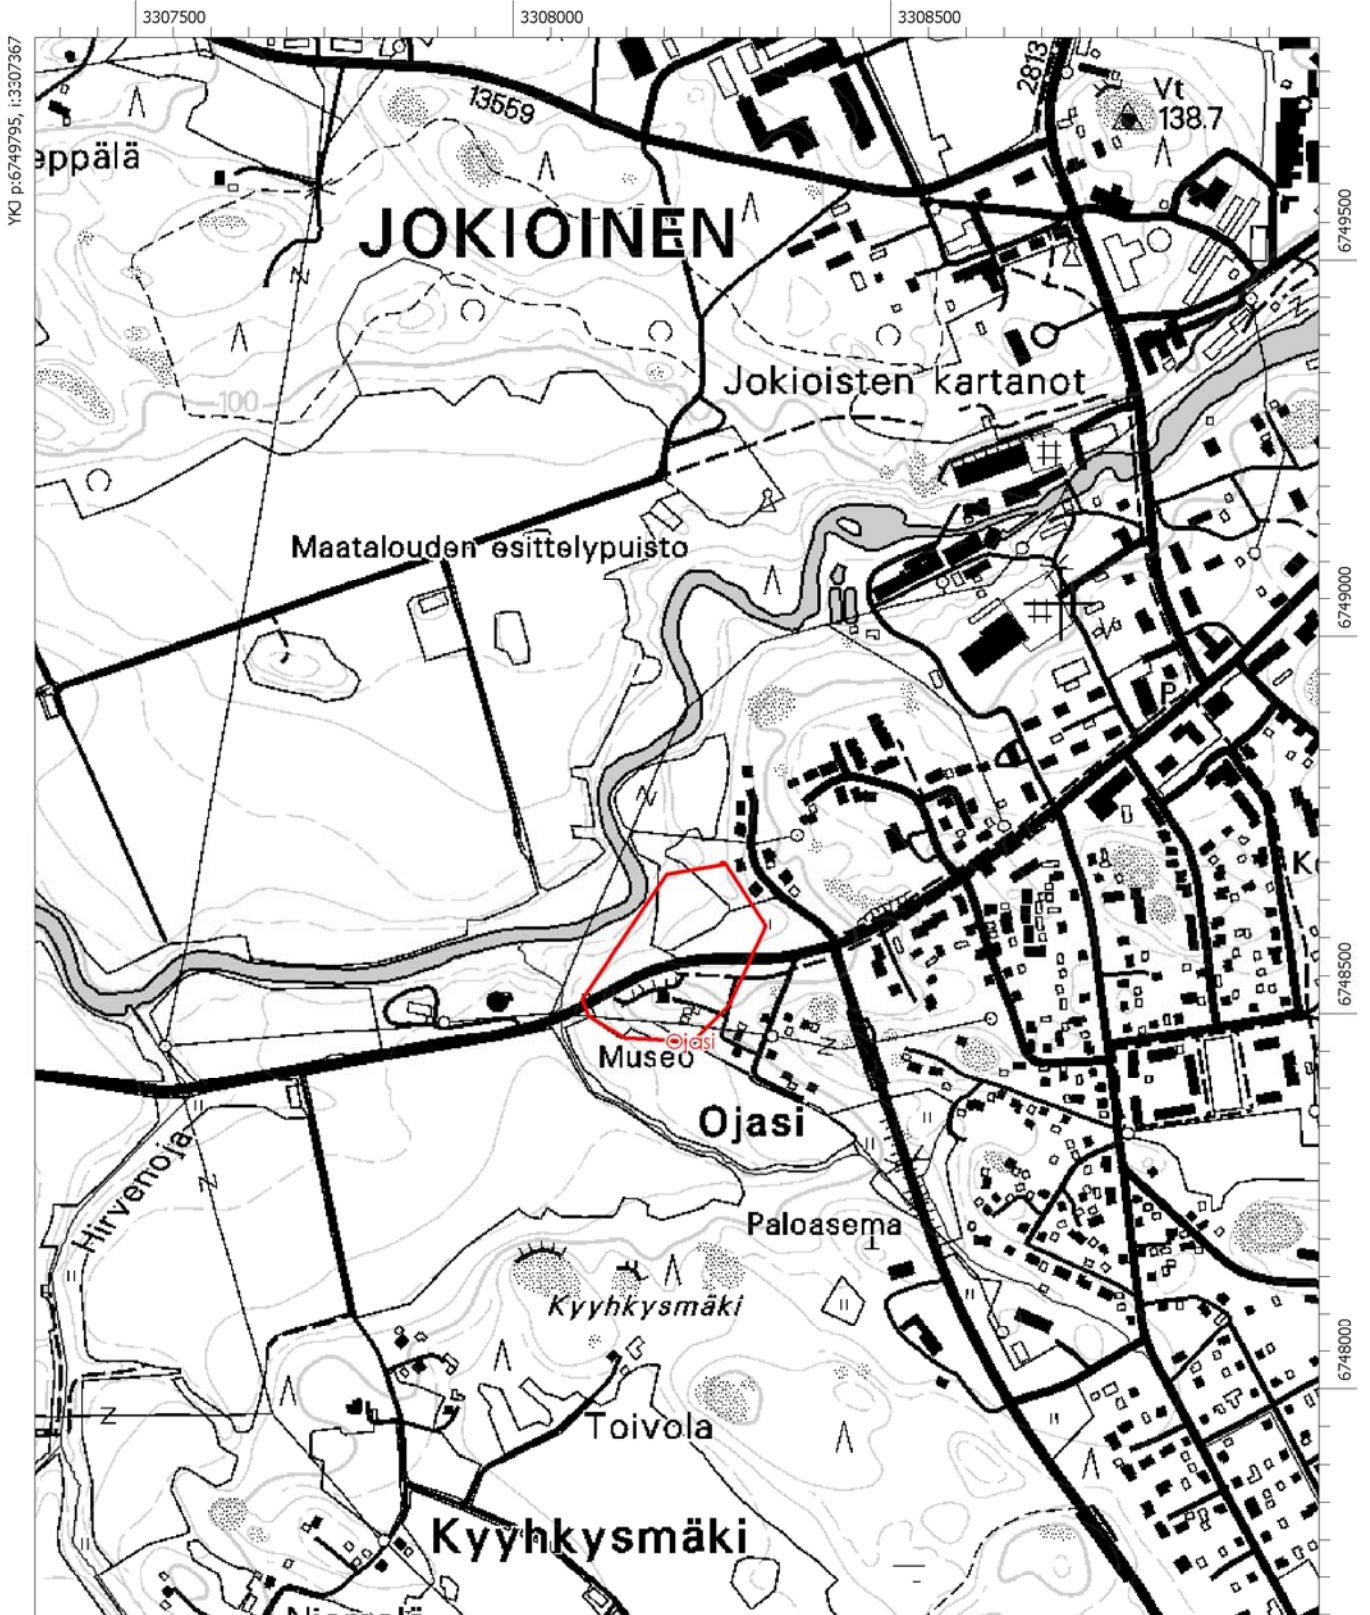 3307500
3308000
3308500
YKJ p:6749795, i:3307367
2813
Vt
138.7
13559
eppälä
6749500
JOKIOINEN
Jokioisten kartanot
100
Maatalouden esittelypuisto
6749000
P
K
6748500
Ojasi
Museo
Ojasi
Hirvenoja
Paloasema
Kyyhkysmäki
6748000
Toivola
Kyyhkysmäki